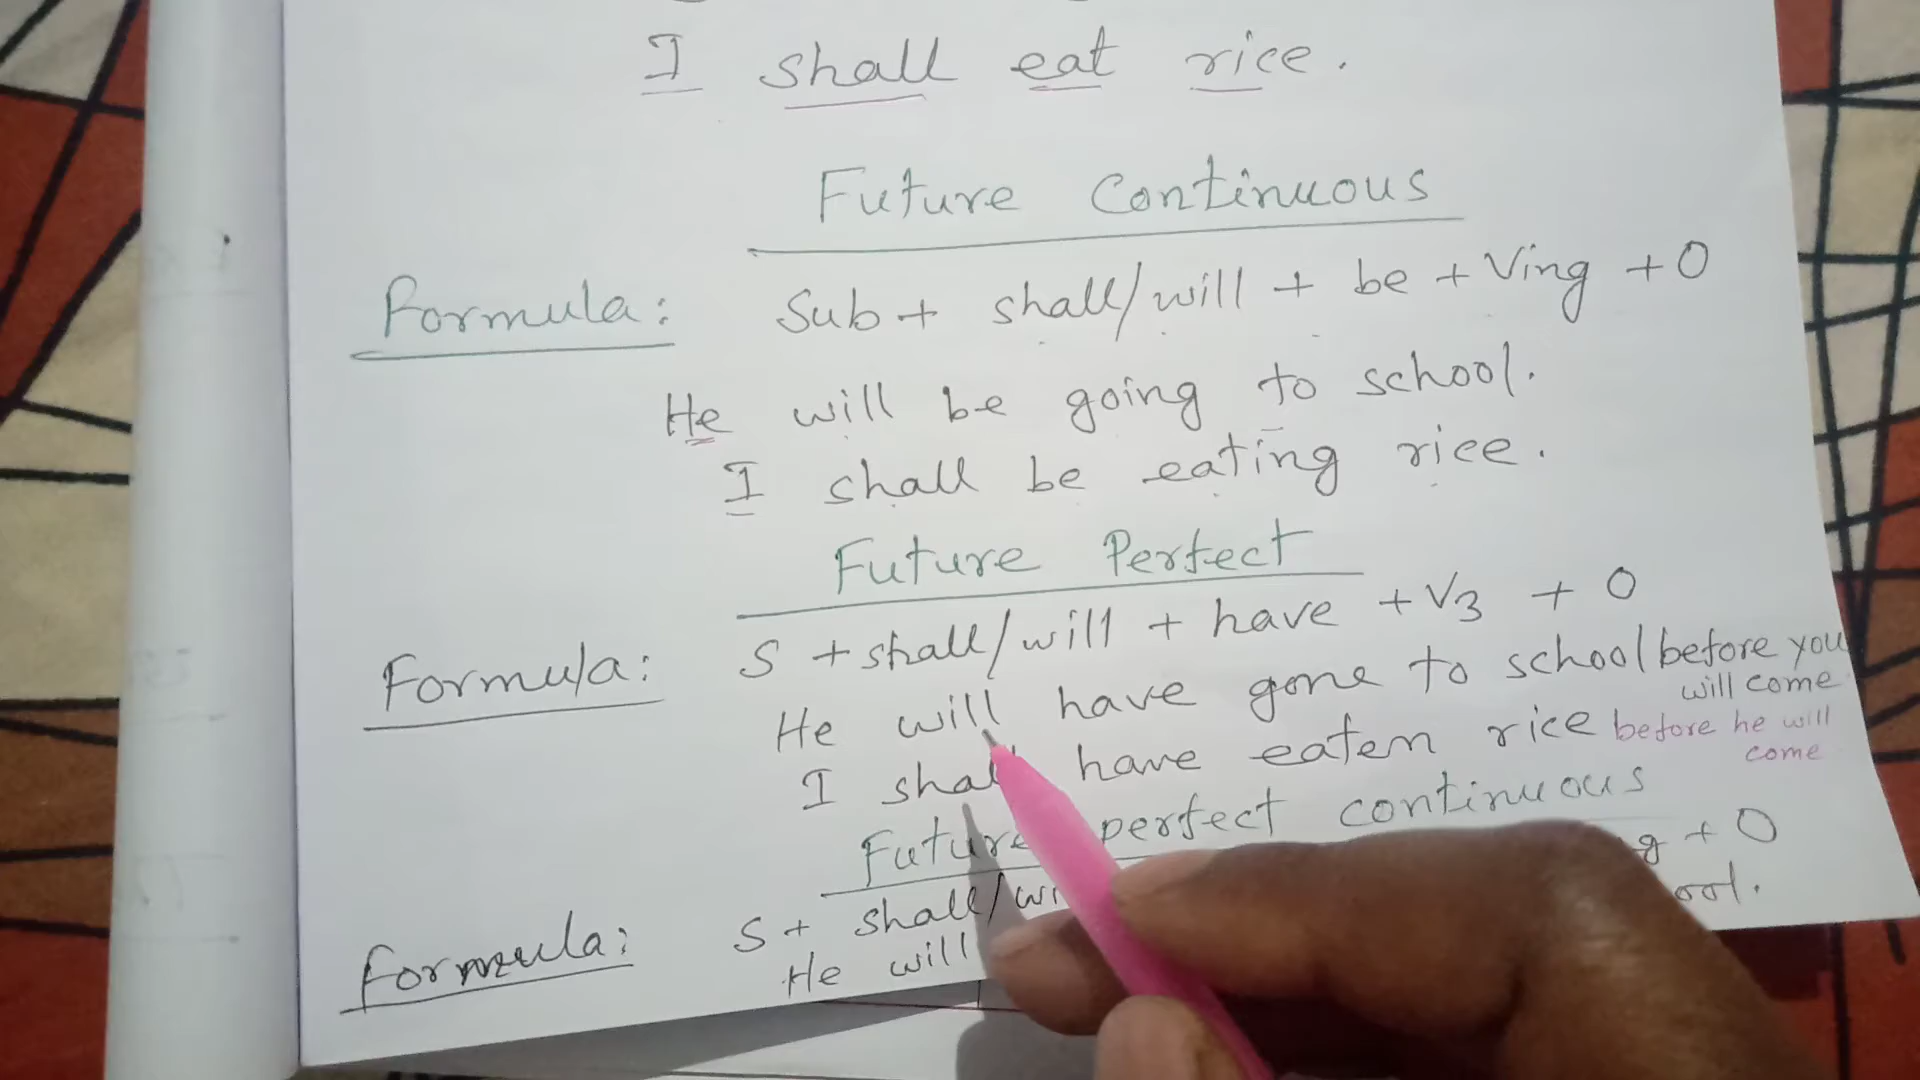 I shall eat rice.
Future Continuous
Formula: Sub + shall/will + be + Ving + O
He will be going to school.
I shall be eating rice.
Future Perfect
Formula: S + shall/will + have + V3 + O
He will have gone to school before you
will come
I shall have eaten rice before he will
come
Future perfect continuous
Formula: S + shall/ + O
He will